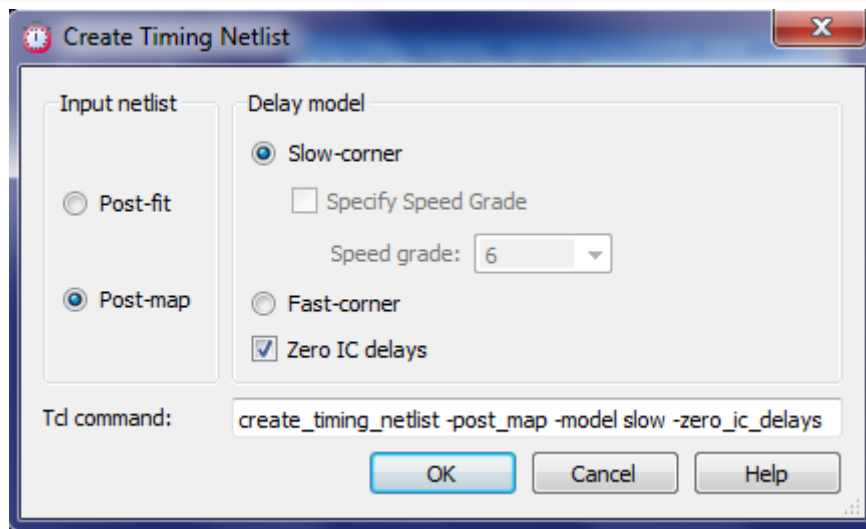 Create Timing Netlist
Input netlist
Post-fit
Post-map
Delay model
Slow-corner
Specify Speed Grade
Speed grade: 6
Fast-corner
Zero IC delays
Tcl command: create_timing_netlist -post_map -model slow -zero_ic_delays
OK Cancel Help